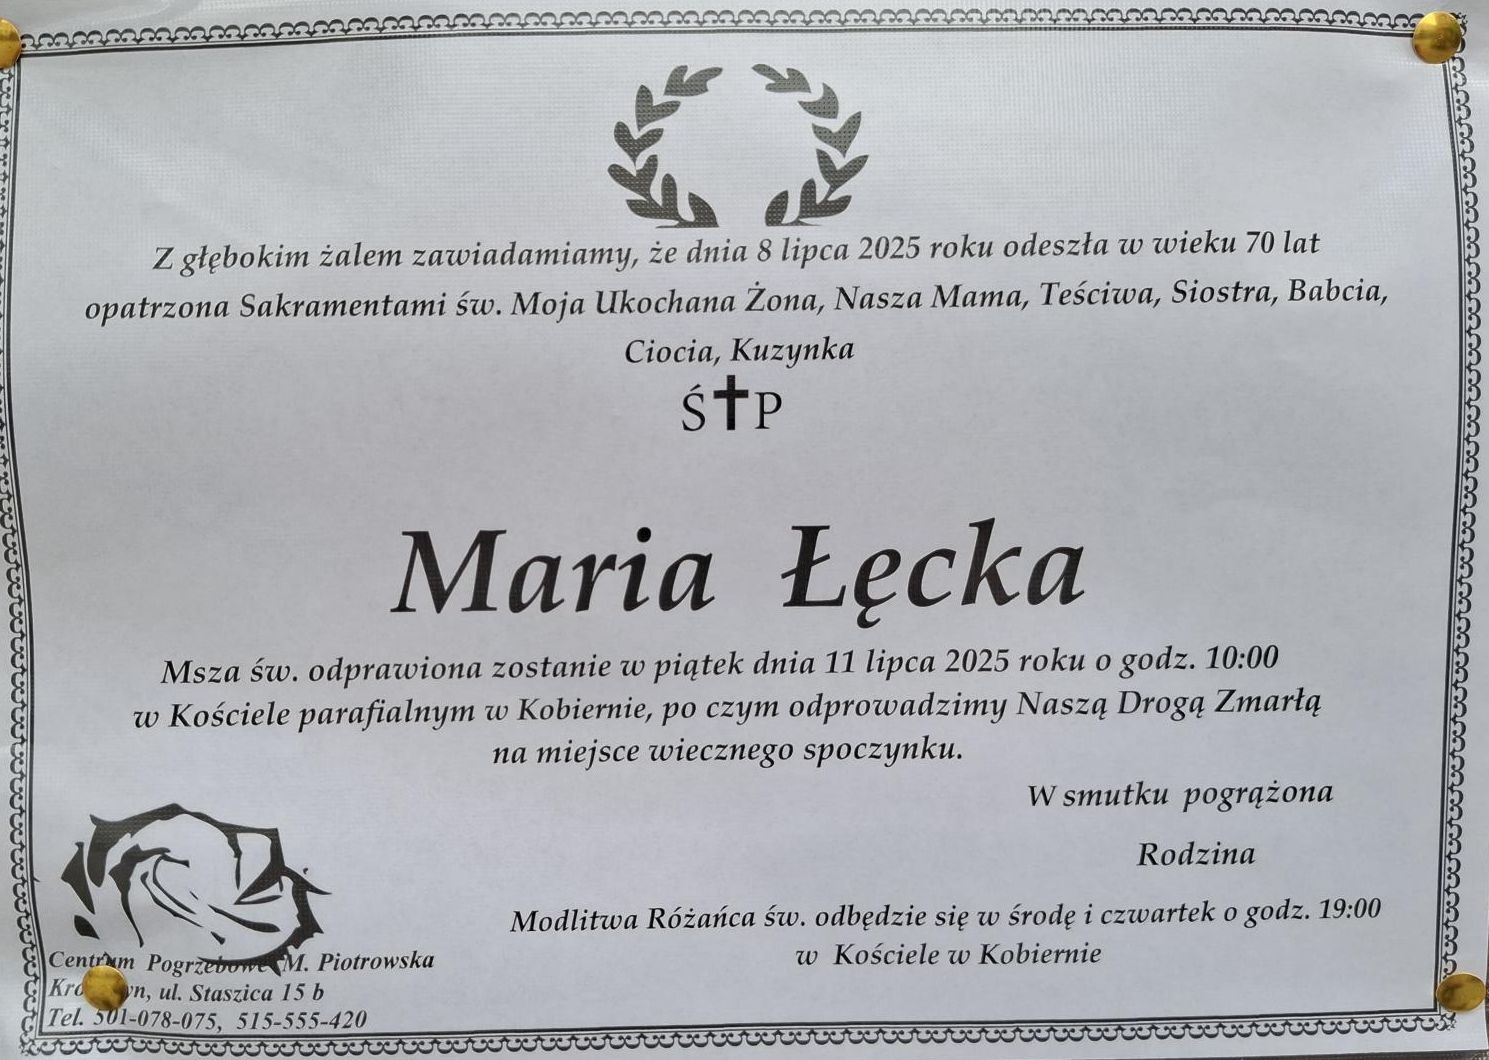 Z głębokim żalem zawiadamiamy, że dnia 8 lipca 2025 roku odeszła w wieku 70 lat
opatrzona Sakramentami św. Moja Ukochana Żona, Nasza Mama, Teściwa, Siostra, Babcia,
Ciocia, Kuzynka
Ś✝P
Maria Łęcka
Msza św. odprawiona zostanie w piątek dnia 11 lipca 2025 roku o godz. 10:00
w Kościele parafialnym w Kobiernie, po czym odprowadzimy Naszą Drogą Zmarłą
na miejsce wiecznego spoczynku.
W smutku pogrążona
Rodzina
Modlitwa Różańca św. odbędzie się w środę i czwartek o godz. 19:00
w Kościele w Kobiernie
Centrum Pogrzebowe M. Piotrowska
ul. Staszica 15 b
Tel. 501-078-075, 515-555-420